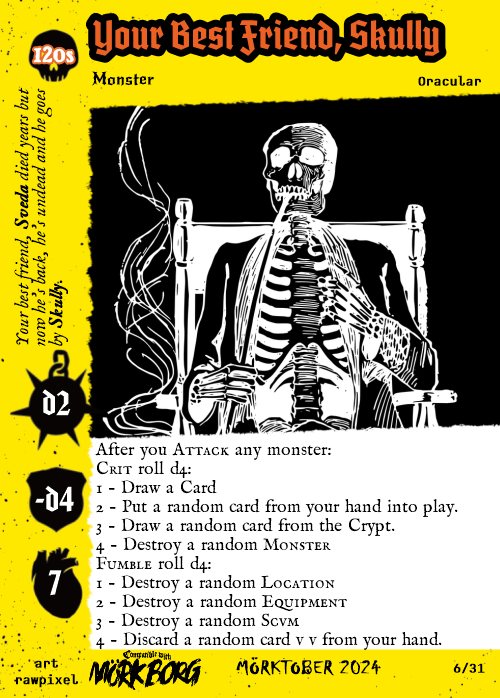 120s
Your Best Friend, Skully
Monster
Oracular
Your best friend, Sveda died years but
now he's back, he's undead and he goes
by Skully.
d2
-d4
7
After you Attack any monster:
Crit roll d4:
1 - Draw a Card
2 - Put a random card from your hand into play.
3 - Draw a random card from the Crypt.
4 - Destroy a random Monster
Fumble roll d4:
1 - Destroy a random Location
2 - Destroy a random Equipment
3 - Destroy a random Scvm
4 - Discard a random card v v from your hand.
art
rawpixel
Compatible with
MÖRK BORG
MÖRKTOBER 2024
6/31